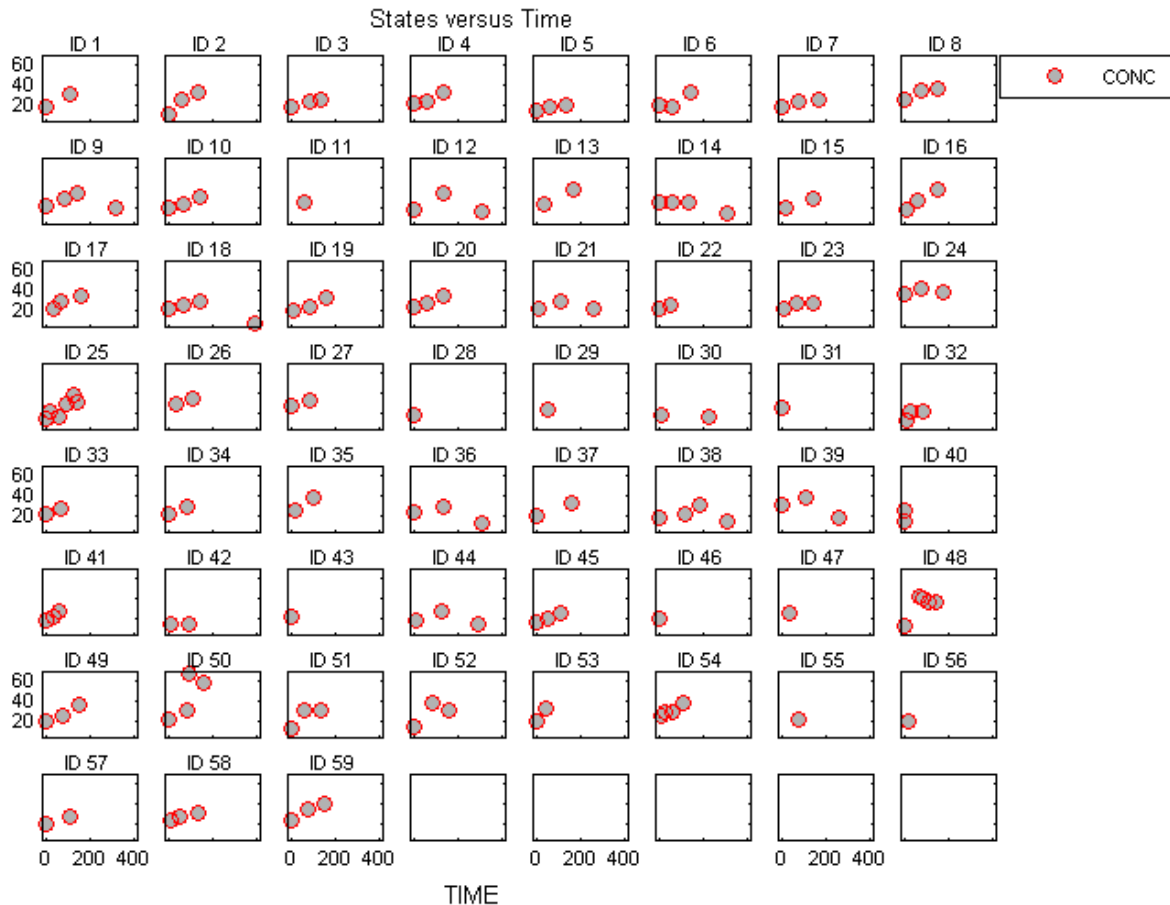 States versus Time
ID 1 ID 2 ID 3 ID 4 ID 5 ID 6 ID 7 ID 8
60
40
20
CONC
ID 9 ID 10 ID 11 ID 12 ID 13 ID 14 ID 15 ID 16
ID 17 ID 18 ID 19 ID 20 ID 21 ID 22 ID 23 ID 24
60
40
20
ID 25 ID 26 ID 27 ID 28 ID 29 ID 30 ID 31 ID 32
ID 33 ID 34 ID 35 ID 36 ID 37 ID 38 ID 39 ID 40
60
40
20
ID 41 ID 42 ID 43 ID 44 ID 45 ID 46 ID 47 ID 48
ID 49 ID 50 ID 51 ID 52 ID 53 ID 54 ID 55 ID 56
60
40
20
ID 57 ID 58 ID 59
0 200 400 0 200 400 0 200 400 0 200 400
TIME